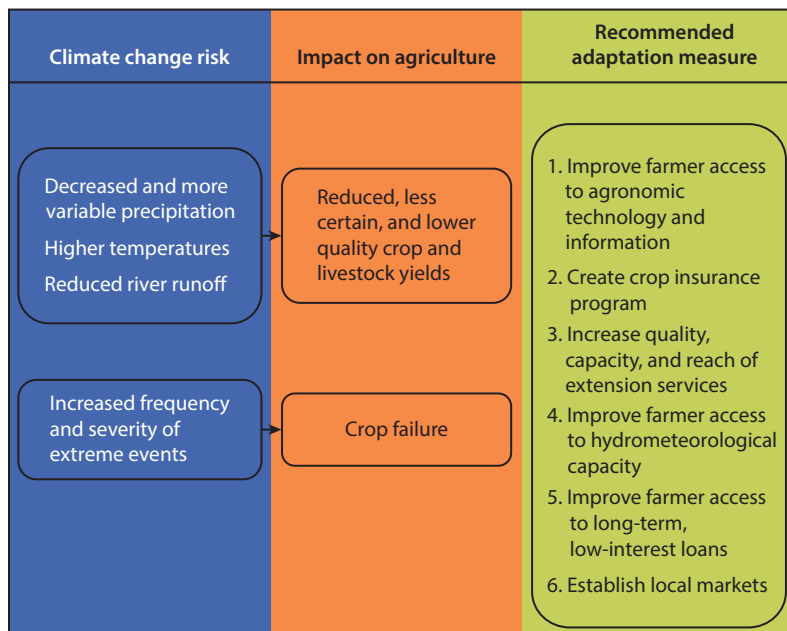 Climate change risk
Impact on agriculture
Recommended
adaptation measure
Decreased and more
variable precipitation
Higher temperatures
Reduced river runoff
Reduced, less
certain, and lower
quality crop and
livestock yields
Increased frequency
and severity of
extreme events
Crop failure
1. Improve farmer access
to agronomic
technology and
information
2. Create crop insurance
program
3. Increase quality,
capacity, and reach of
extension services
4. Improve farmer access
to hydrometeorological
capacity
5. Improve farmer access
to long-term,
low-interest loans
6. Establish local markets